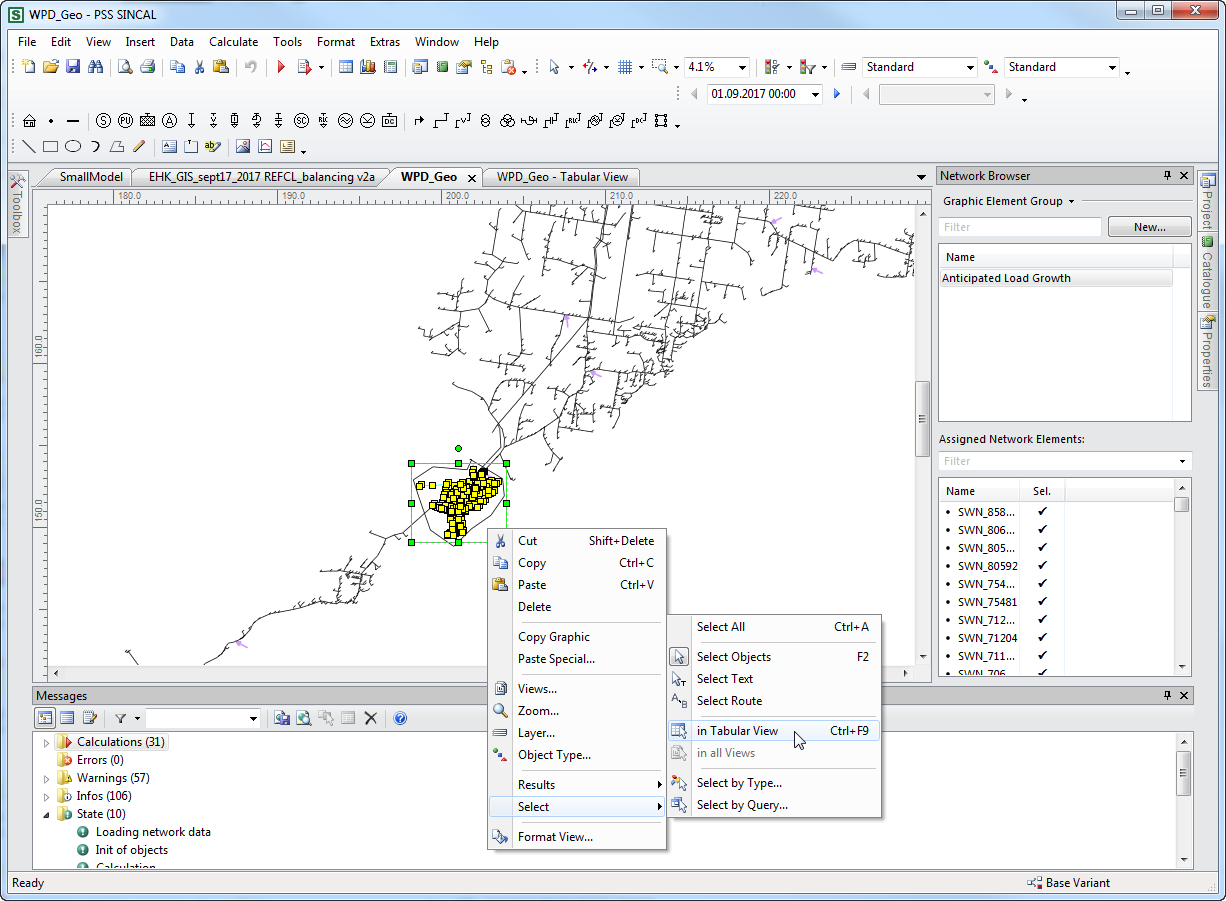 WPD_Geo - PSS SINCAL
File Edit View Insert Data Calculate Tools Format Extras Window Help
4.1% Standard Standard
01.09.2017 00:00
SmallModel EHK_GIS_sept17_2017 REFCL_balancing v2a WPD_Geo WPD_Geo - Tabular View
Toolbox
180.0 190.0 200.0 210.0 220.0
160.0
150.0
Network Browser
Graphic Element Group
Filter New...
Name
Anticipated Load Growth
Assigned Network Elements:
Filter
Name Sel.
SWN_858...
SWN_806...
SWN_805...
SWN_80592
SWN_754...
SWN_75481
SWN_712...
SWN_71204
SWN_711...
SWN_706
Project
Catalogue
Properties
Cut Shift+Delete
Copy Ctrl+C
Paste Ctrl+V
Delete
Copy Graphic
Paste Special...
Views...
Zoom...
Layer...
Object Type...
Results
Select
Format View...
Select All Ctrl+A
Select Objects F2
Select Text
Select Route
in Tabular View Ctrl+F9
in all Views
Select by Type...
Select by Query...
Messages
Calculations (31)
Errors (0)
Warnings (57)
Infos (106)
State (10)
Loading network data
Init of objects
Calculation
Ready Base Variant